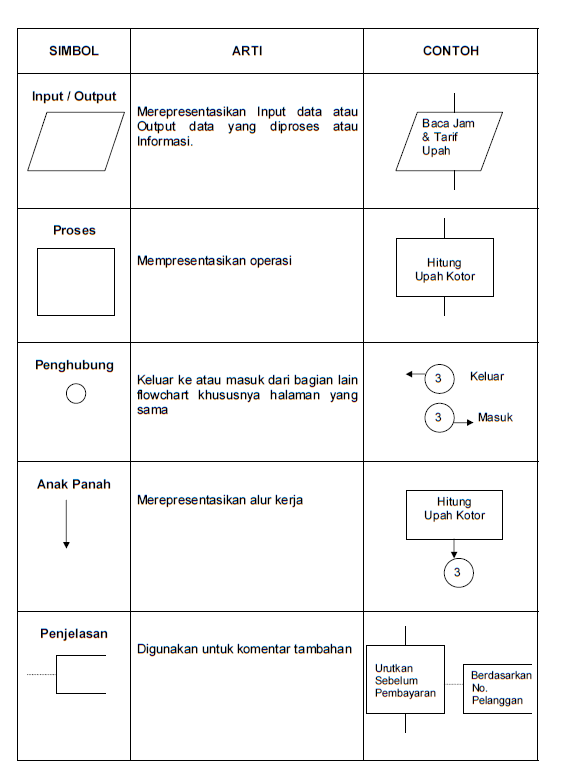 SIMBOL
ARTI
CONTOH
Input / Output
Merepresentasikan Input data atau
Output data yang diproses atau
Informasi.
Baca Jam
& Tarif
Upah
Proses
Mempresentasikan operasi
Hitung
Upah Kotor
Penghubung
Keluar ke atau masuk dari bagian lain
flowchart khususnya halaman yang
sama
3
Keluar
3
Masuk
Anak Panah
Merepresentasikan alur kerja
Hitung
Upah Kotor
3
Penjelasan
Digunakan untuk komentar tambahan
Urutkan
Sebelum
Pembayaran
Berdasarkan
No.
Pelanggan